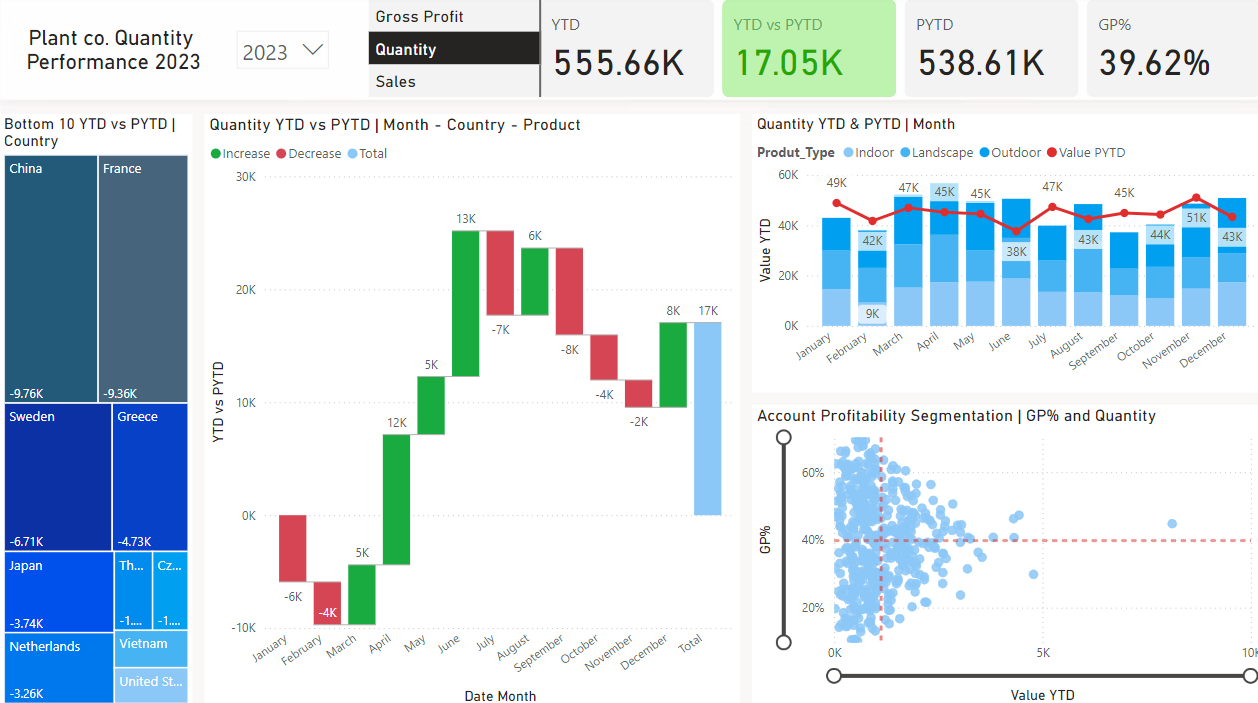 Plant co. Quantity
Performance 2023
2023
Gross Profit
Quantity
Sales
YTD
555.66K
YTD vs PYTD
17.05K
PYTD
538.61K
GP%
39.62%
Bottom 10 YTD vs PYTD |
Country
China
-9.76K
France
-9.36K
Sweden
-6.71K
Greece
-4.73K
Japan
-3.74K
Th...
-1....
Cz...
-1....
Netherlands
-3.26K
Vietnam
United St...
Quantity YTD vs PYTD | Month - Country - Product
Increase Decrease Total
30K
20K
10K
0K
-10K
YTD vs PYTD
-6K
-4K
5K
12K
5K
13K
-7K
6K
-8K
-4K
-2K
8K
17K
January
February
March
April
May
June
July
August
September
October
November
December
Total
Date Month
Quantity YTD & PYTD | Month
Produt_Type Indoor Landscape Outdoor Value PYTD
60K
40K
20K
0K
Value YTD
49K
42K
9K
47K
45K
45K
38K
47K
43K
45K
44K
51K
43K
January
February
March
April
May
June
July
August
September
October
November
December
Account Profitability Segmentation | GP% and Quantity
60%
40%
20%
GP%
0K
5K
10K
Value YTD